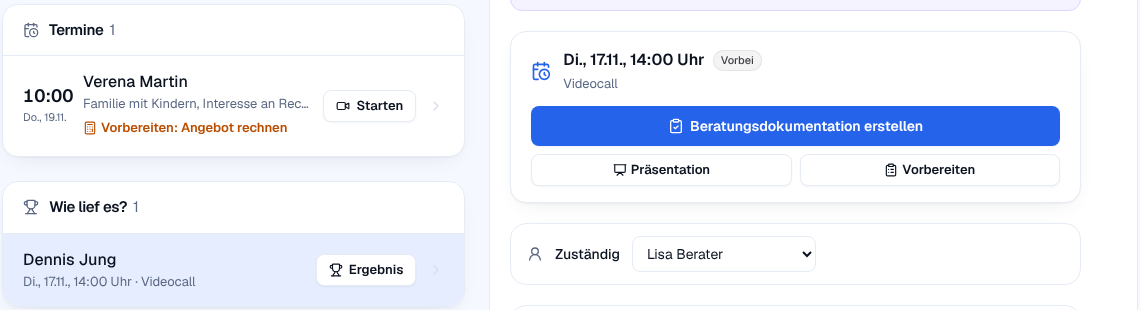 Termine 1
10:00
Do., 19.11.
Verena Martin
Familie mit Kindern, Interesse an Rec...
Vorbereiten: Angebot rechnen
Starten
Wie lief es? 1
Dennis Jung
Di., 17.11., 14:00 Uhr · Videocall
Ergebnis
Di., 17.11., 14:00 Uhr Vorbei
Videocall
Beratungsdokumentation erstellen
Präsentation
Vorbereiten
Zuständig Lisa Berater